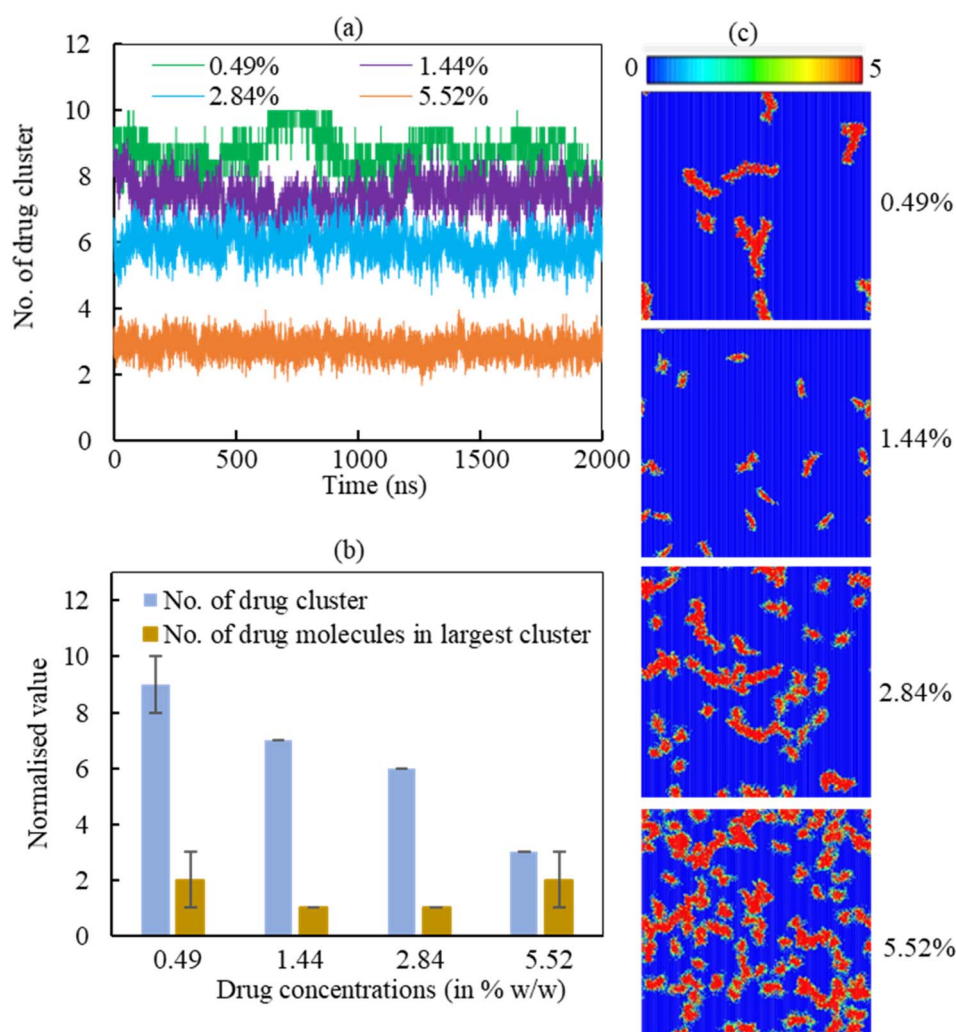 (a)
12
10
8
6
4
2
0
No. of drug cluster
0.49%
1.44%
2.84%
5.52%
0 500 1000 1500 2000
Time (ns)
(b)
12
10
8
6
4
2
0
Normalised value
No. of drug cluster
No. of drug molecules in largest cluster
0.49 1.44 2.84 5.52
Drug concentrations (in % w/w)
(c)
0 5
0.49%
1.44%
2.84%
5.52%